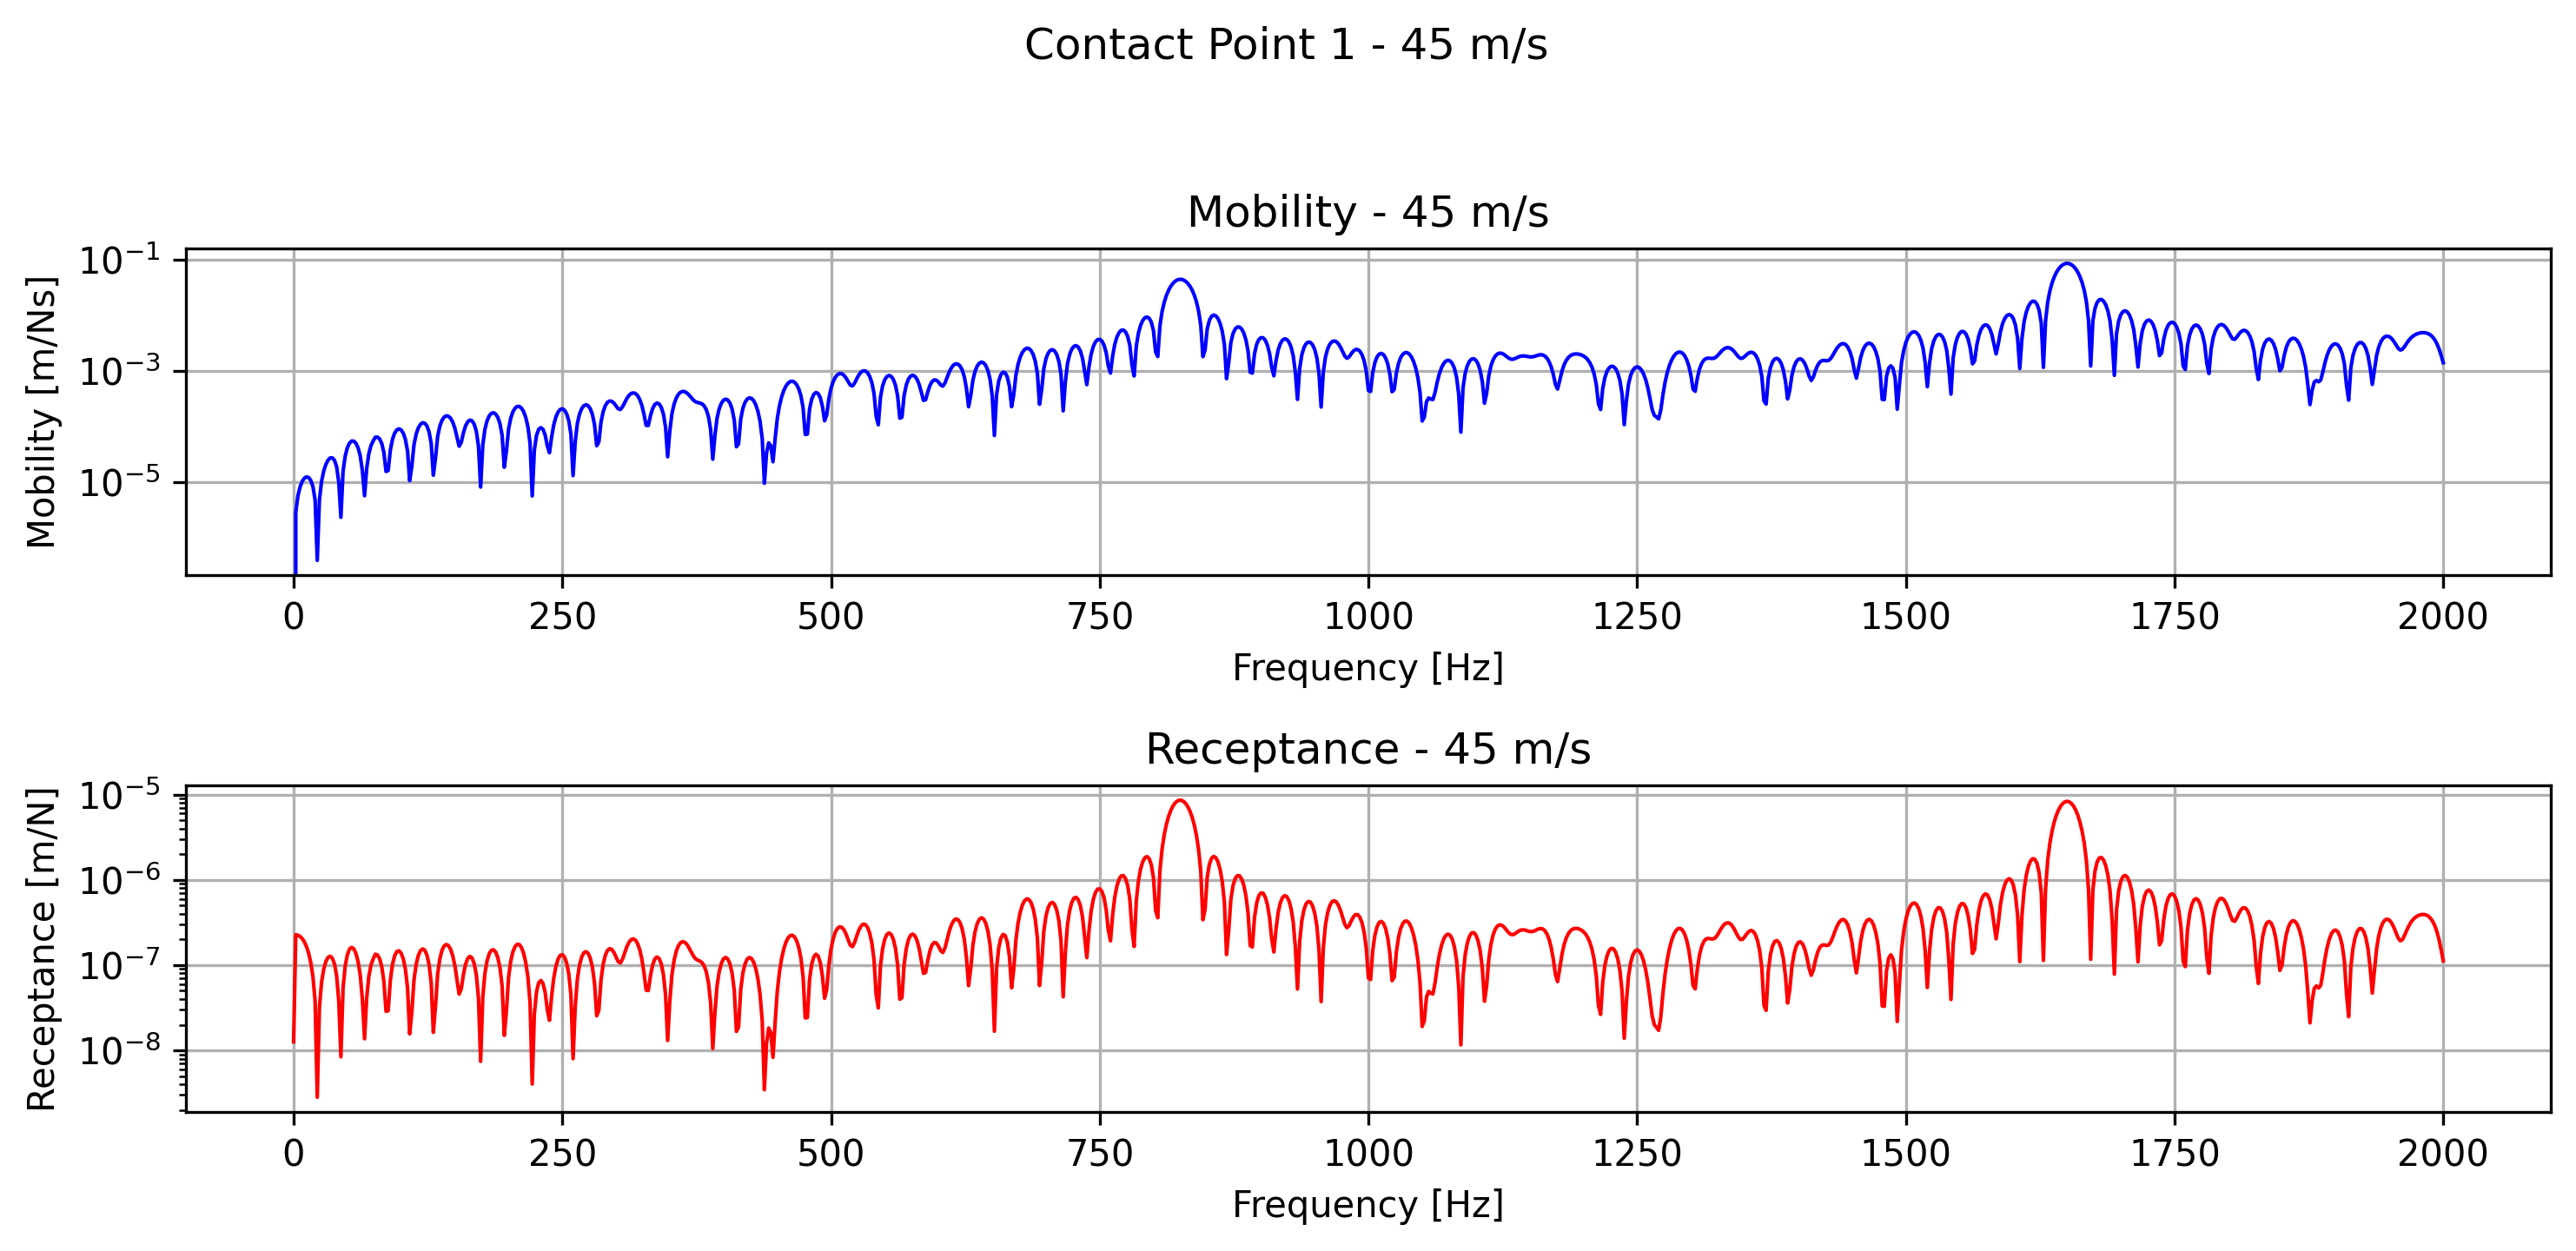 Contact Point 1 - 45 m/s
Mobility - 45 m/s
Mobility [m/Ns]
10⁻¹
10⁻³
10⁻⁵
0 250 500 750 1000 1250 1500 1750 2000
Frequency [Hz]
Receptance - 45 m/s
Receptance [m/N]
10⁻⁵
10⁻⁶
10⁻⁷
10⁻⁸
0 250 500 750 1000 1250 1500 1750 2000
Frequency [Hz]